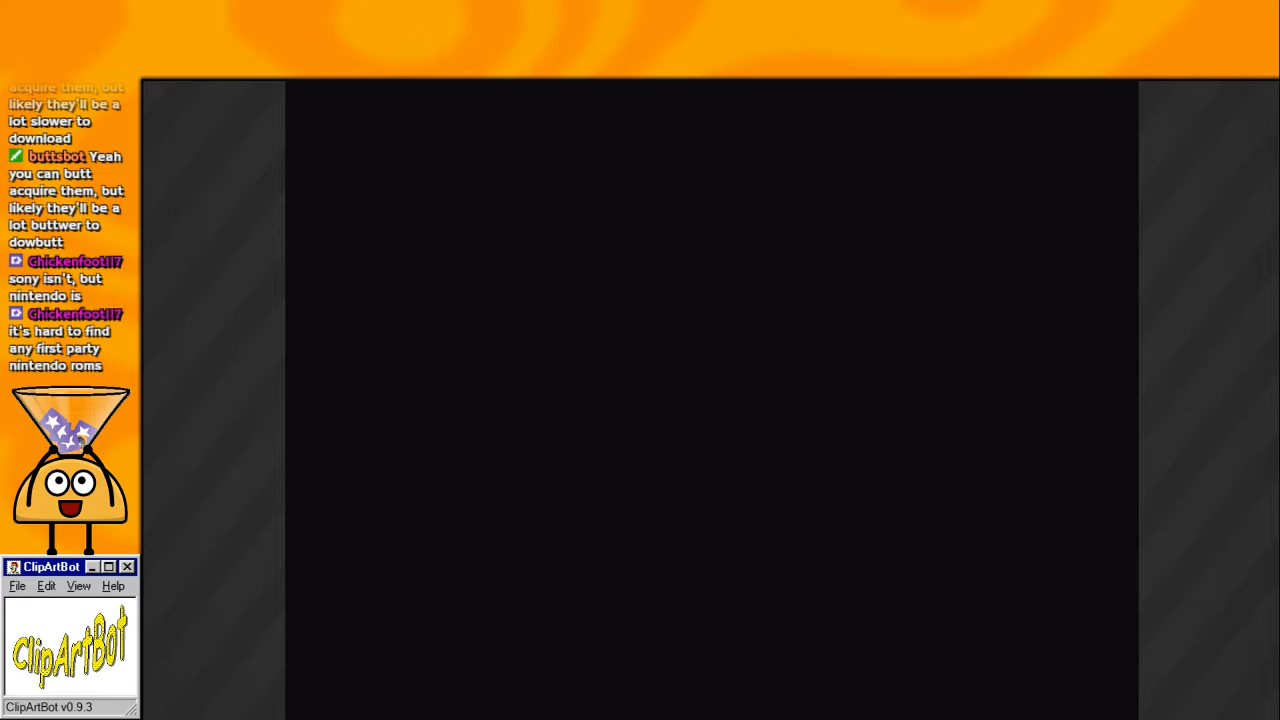 acquire them, but
likely they'll be a
lot slower to
download
buttsbot Yeah
you can butt
acquire them, but
likely they'll be a
lot buttwer to
dowbutt
Chickenfoot117
sony isn't, but
nintendo is
Chickenfoot117
it's hard to find
any first party
nintendo roms
ClipArtBot
File Edit View Help
ClipArtBot
ClipArtBot v0.9.3